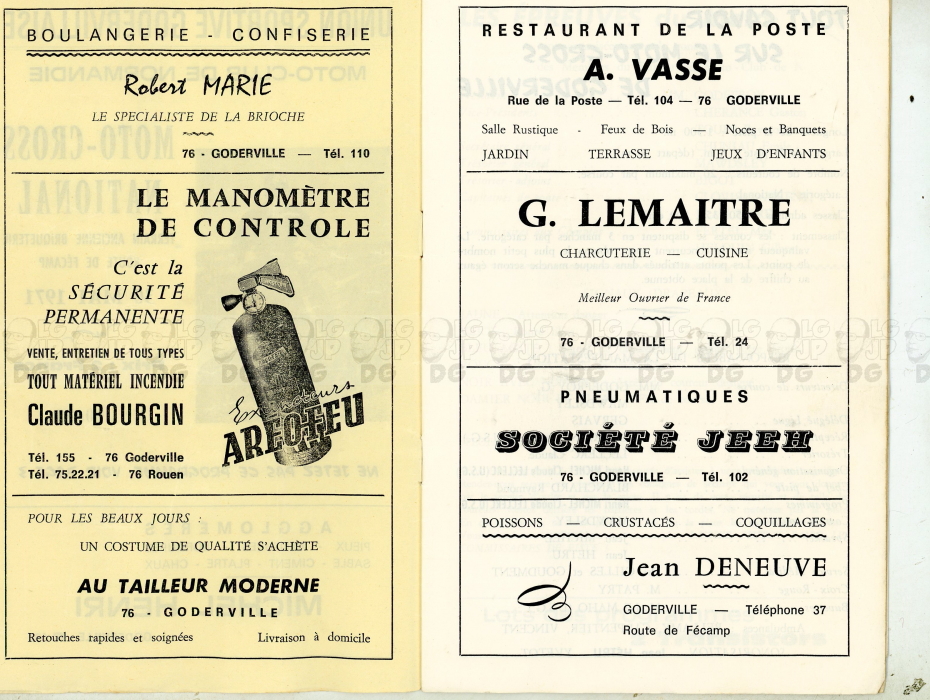 BOULANGERIE - CONFISERIE
Robert MARIE
LE SPECIALISTE DE LA BRIOCHE
76 - GODERVILLE — Tél. 110
LE MANOMÈTRE
DE CONTROLE
C'est la
SÉCURITÉ
PERMANENTE
VENTE, ENTRETIEN DE TOUS TYPES
TOUT MATÉRIEL INCENDIE
Claude BOURGIN
Extincteurs
AREOFEU
Tél. 155 - 76 Goderville
Tél. 75.22.21 - 76 Rouen
POUR LES BEAUX JOURS :
UN COSTUME DE QUALITÉ S'ACHÈTE
AU TAILLEUR MODERNE
76 - GODERVILLE
Retouches rapides et soignées Livraison à domicile
RESTAURANT DE LA POSTE
A. VASSE
Rue de la Poste — Tél. 104 — 76 GODERVILLE
Salle Rustique - Feux de Bois — Noces et Banquets
JARDIN TERRASSE JEUX D'ENFANTS
G. LEMAITRE
CHARCUTERIE — CUISINE
Meilleur Ouvrier de France
76 - GODERVILLE — Tél. 24
PNEUMATIQUES
SOCIÉTÉ JEEH
76 - GODERVILLE — Tél. 102
POISSONS — CRUSTACÉS — COQUILLAGES
Jean DENEUVE
GODERVILLE — Téléphone 37
Route de Fécamp